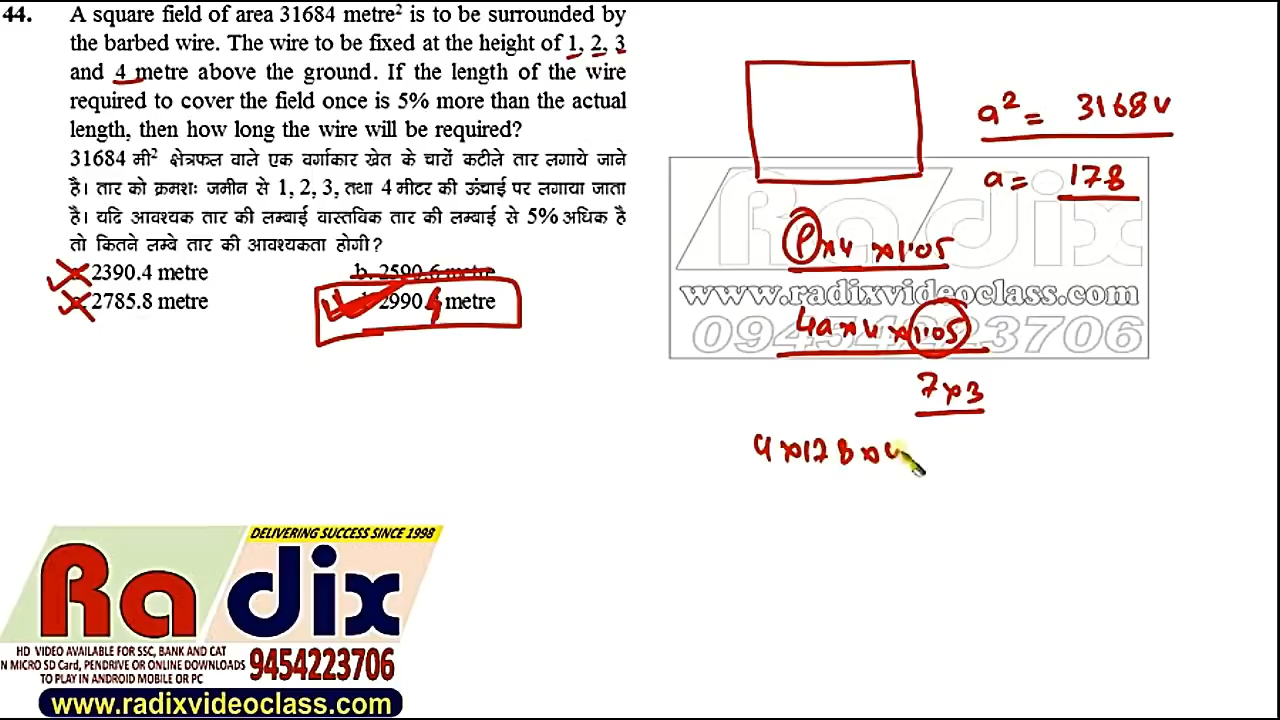 44. A square field of area 31684 metre² is to be surrounded by
the barbed wire. The wire to be fixed at the height of 1, 2, 3
and 4 metre above the ground. If the length of the wire
required to cover the field once is 5% more than the actual
length, then how long the wire will be required?
31684 मी² क्षेत्रफल वाले एक वर्गाकार खेत के चारों कटीले तार लगाये जाने
है। तार को क्रमशः जमीन से 1, 2, 3, तथा 4 मीटर की ऊंचाई पर लगाया जाता
है। यदि आवश्यक तार की लम्बाई वास्तविक तार की लम्बाई से 5% अधिक है
तो कितने लम्बे तार की आवश्यकता होगी?
2390.4 metre b. 2590.6 metre
2785.8 metre 2990. metre
a² = 31684
a = 178
P×4 ×1.05
4a×4×1.05
7×3
4×178×4
Radix
www.radixvideoclass.com
09454223706
DELIVERING SUCCESS SINCE 1998
Radix
HD VIDEO AVAILABLE FOR SSC, BANK AND CAT
N MICRO SD Card, PENDRIVE OR ONLINE DOWNLOADS
TO PLAY IN ANDROID MOBILE OR PC
9454223706
www.radixvideoclass.com